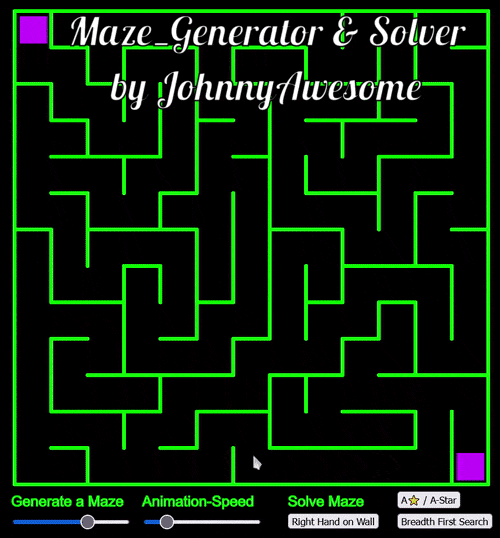 Maze_Generator & Solver
by JohnnyAwesome
Generate a Maze Animation-Speed Solve Maze A⭐ / A-Star
Right Hand on Wall Breadth First Search